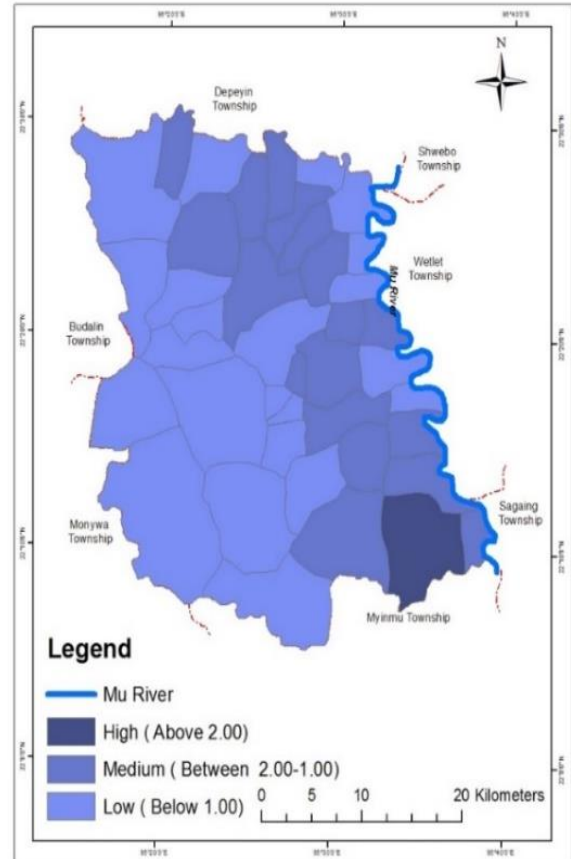 N
Depeyin
Township
Shwebo
Township
Wetlet
Township
Mu River
Budalin
Township
Sagaing
Township
Monywa
Township
Myinmu Township
Legend
Mu River
High ( Above 2.00)
Medium ( Between 2.00-1.00)
Low ( Below 1.00)
0 5 10 20 Kilometers